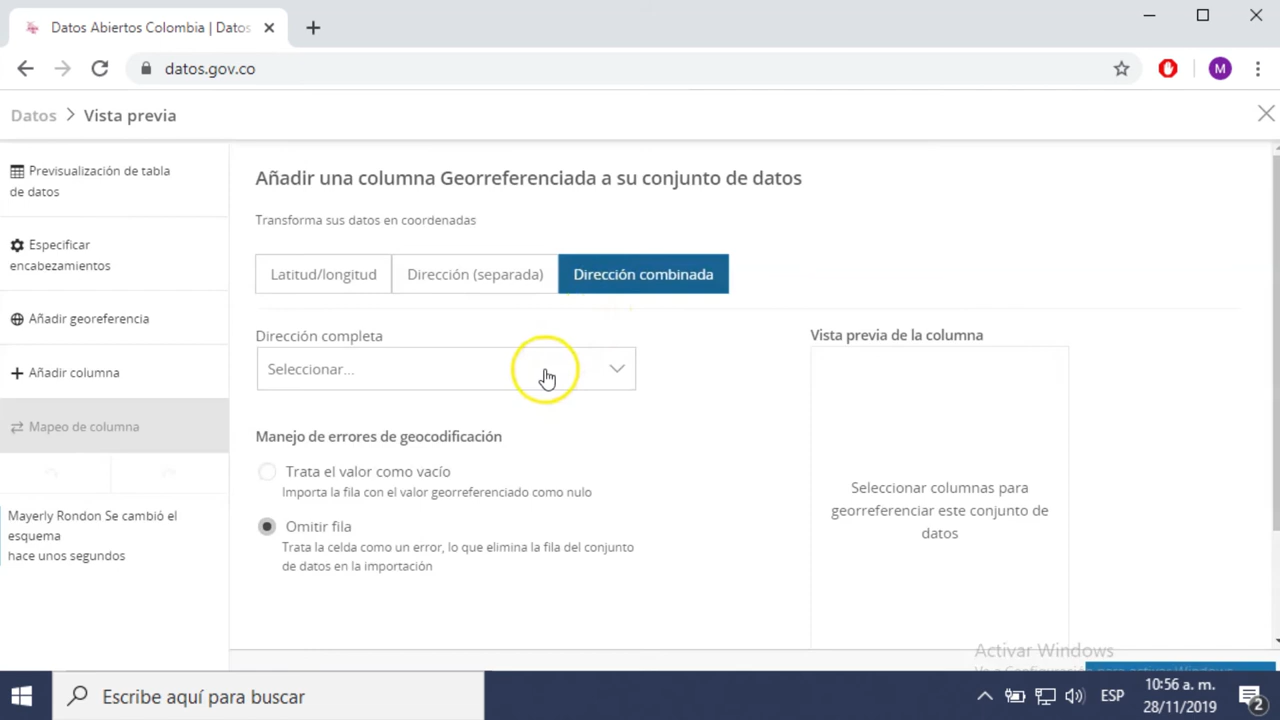 Datos Abiertos Colombia | Datos
datos.gov.co
M
Datos > Vista previa
Previsualización de tabla
de datos
Especificar
encabezamientos
Añadir georeferencia
Añadir columna
Mapeo de columna
Mayerly Rondon Se cambió el
esquema
hace unos segundos
Añadir una columna Georreferenciada a su conjunto de datos
Transforma sus datos en coordenadas
Latitud/longitud
Dirección (separada)
Dirección combinada
Dirección completa
Seleccionar...
Manejo de errores de geocodificación
Trata el valor como vacío
Importa la fila con el valor georreferenciado como nulo
Omitir fila
Trata la celda como un error, lo que elimina la fila del conjunto
de datos en la importación
Vista previa de la columna
Seleccionar columnas para
georreferenciar este conjunto de
datos
Activar Windows
Escribe aquí para buscar
ESP
10:56 a. m.
28/11/2019
2